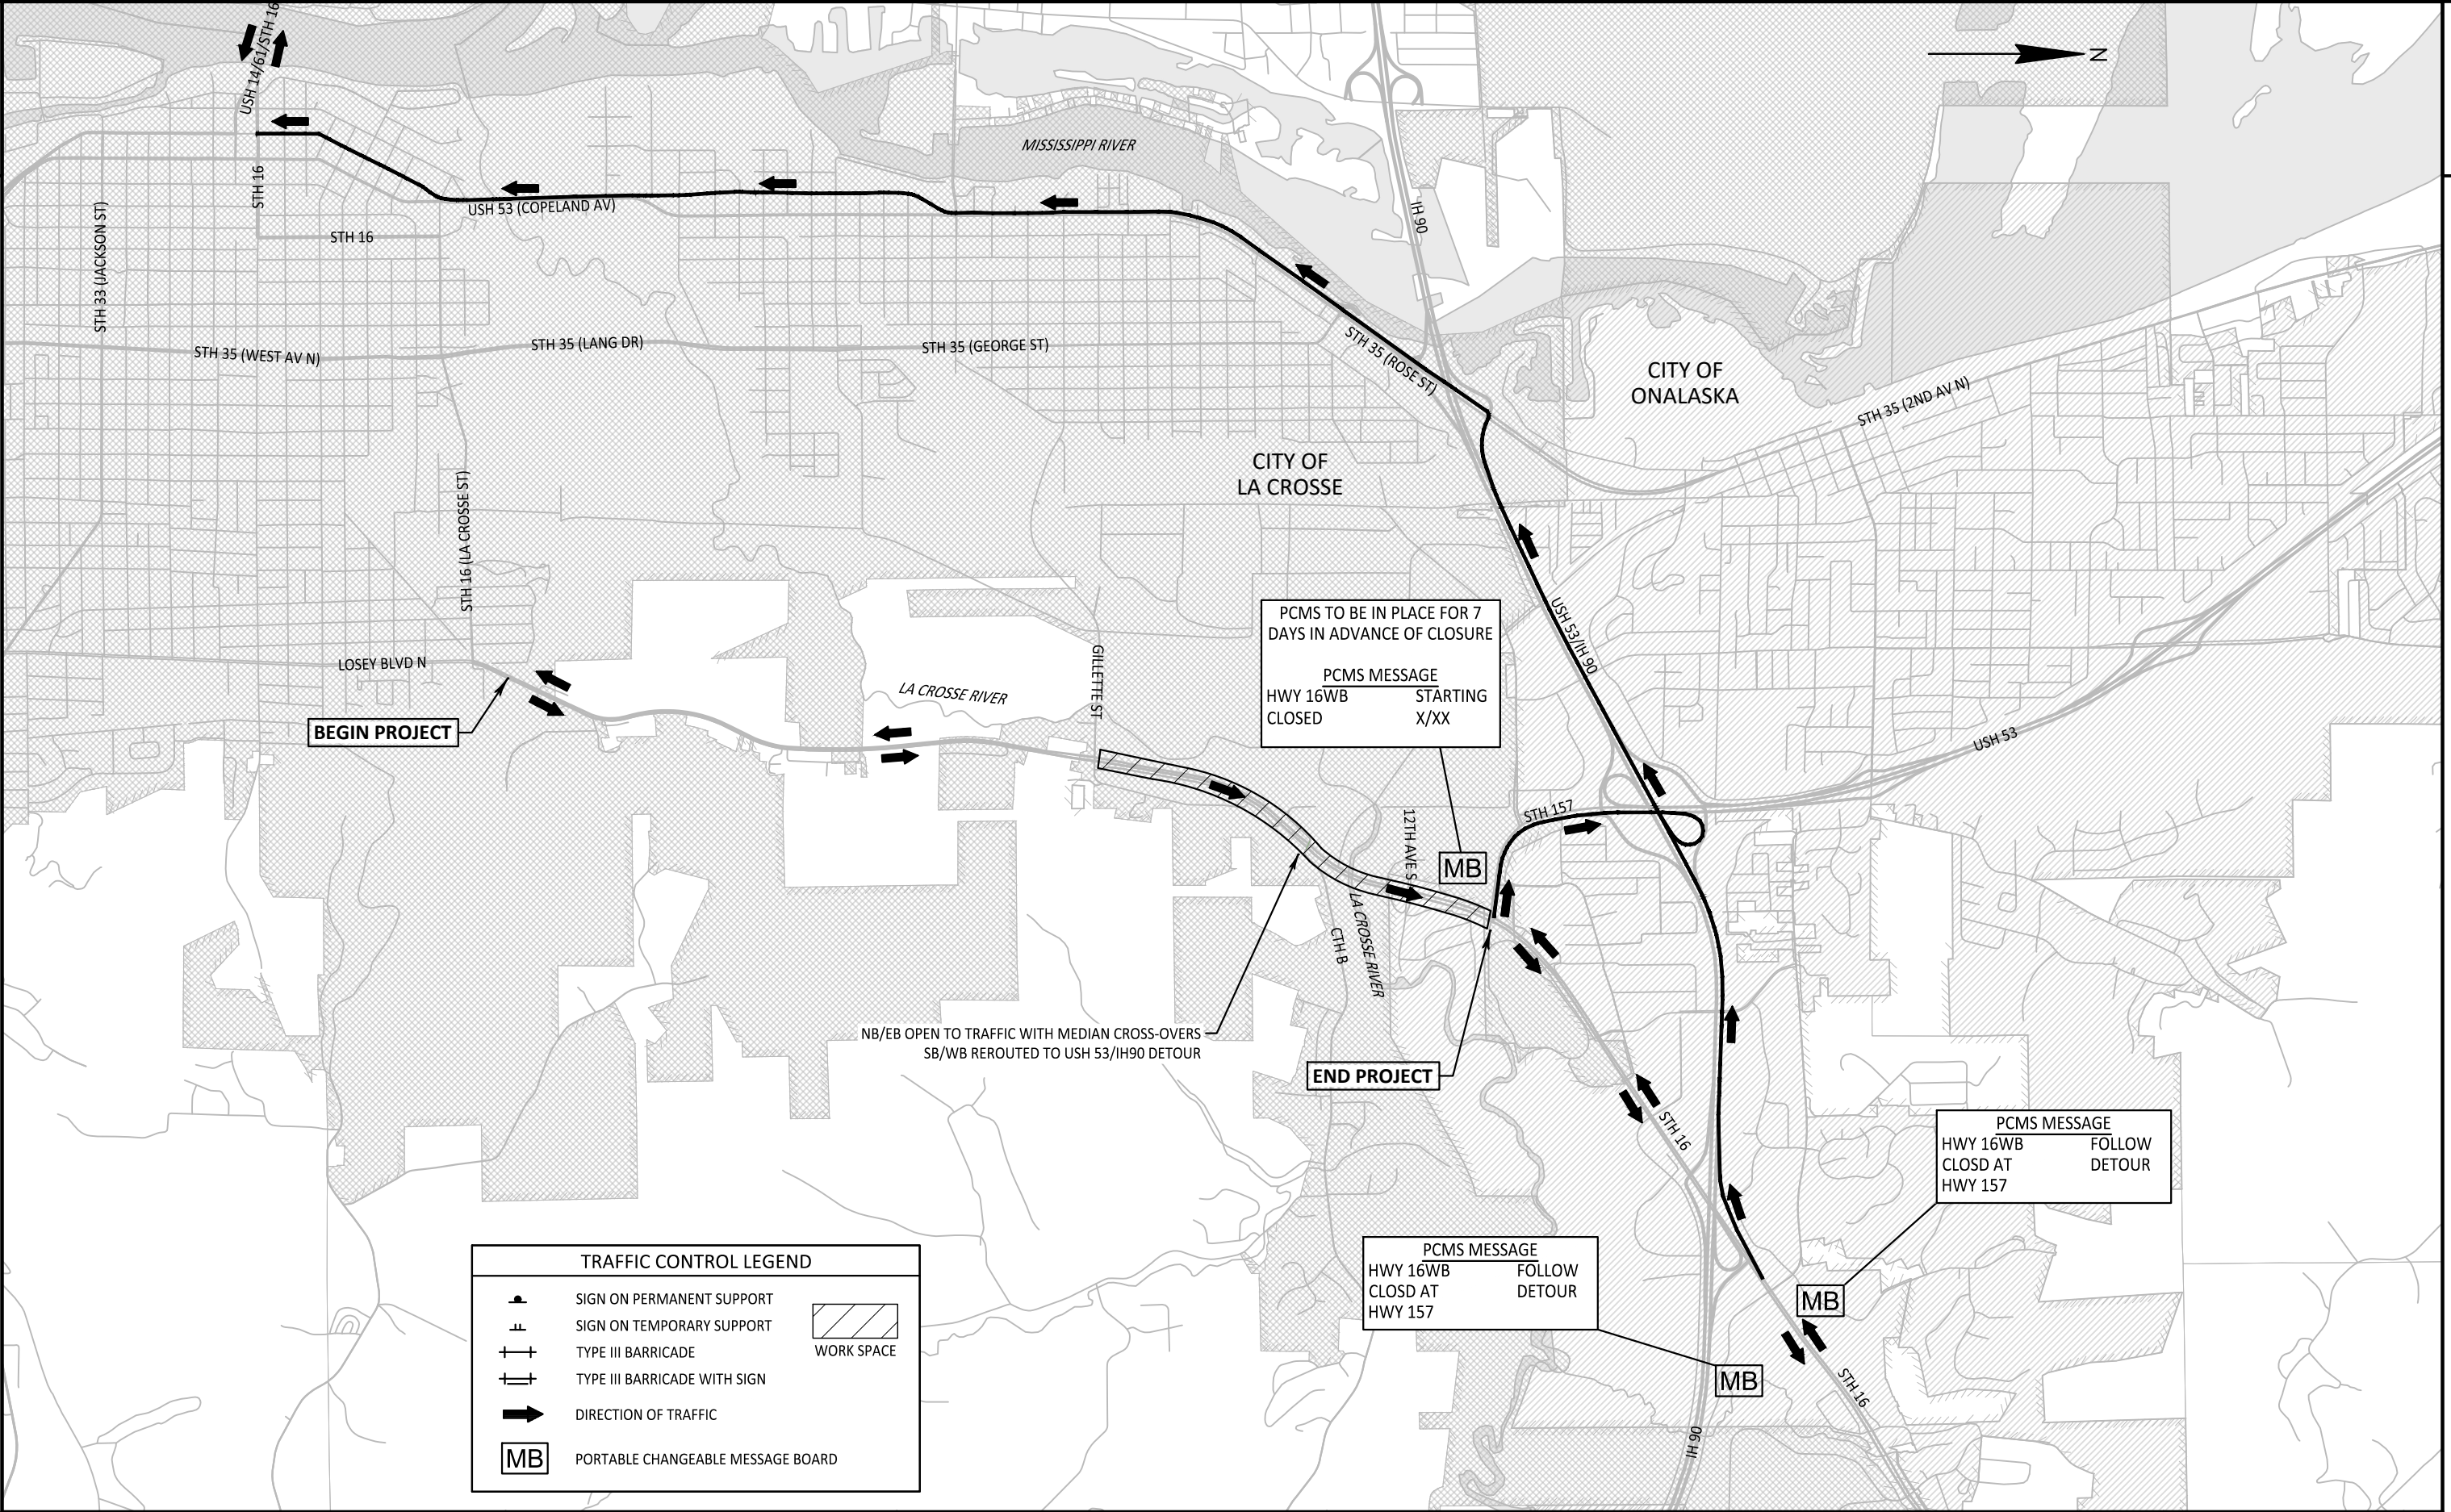 USH 14/61/STH 16
N
MISSISSIPPI RIVER
STH 16
USH 53 (COPELAND AV)
IH 90
STH 33 (JACKSON ST)
STH 16
STH 35 (WEST AV N)
STH 35 (LANG DR)
STH 35 (GEORGE ST)
STH 35 (ROSE ST)
CITY OF
ONALASKA
STH 35 (2ND AV N)
CITY OF
LA CROSSE
STH 16 (LA CROSSE ST)
PCMS TO BE IN PLACE FOR 7
DAYS IN ADVANCE OF CLOSURE
PCMS MESSAGE
HWY 16WB STARTING
CLOSED X/XX
USH 53/IH 90
LOSEY BLVD N
GILLETTE ST
LA CROSSE RIVER
BEGIN PROJECT
USH 53
STH 157
12TH AVE S
MB
LA CROSSE RIVER
CTH B
NB/EB OPEN TO TRAFFIC WITH MEDIAN CROSS-OVERS
SB/WB REROUTED TO USH 53/IH90 DETOUR
END PROJECT
STH 16
PCMS MESSAGE
HWY 16WB FOLLOW
CLOSD AT DETOUR
HWY 157
PCMS MESSAGE
HWY 16WB FOLLOW
CLOSD AT DETOUR
HWY 157
MB
MB
STH 16
IH 90
TRAFFIC CONTROL LEGEND
SIGN ON PERMANENT SUPPORT
SIGN ON TEMPORARY SUPPORT
TYPE III BARRICADE
WORK SPACE
TYPE III BARRICADE WITH SIGN
DIRECTION OF TRAFFIC
MB PORTABLE CHANGEABLE MESSAGE BOARD